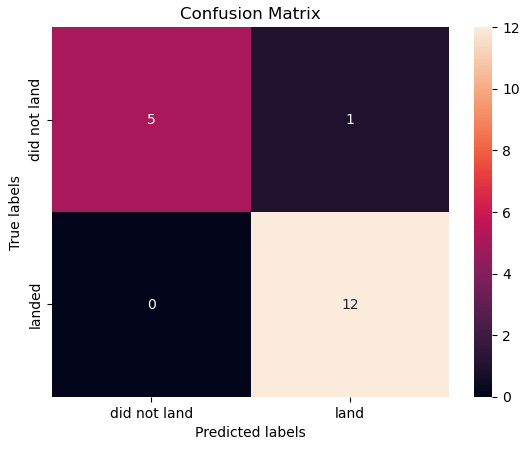 Confusion Matrix
True labels
did not land
landed
5
1
0
12
did not land
land
Predicted labels
12
10
8
6
4
2
0